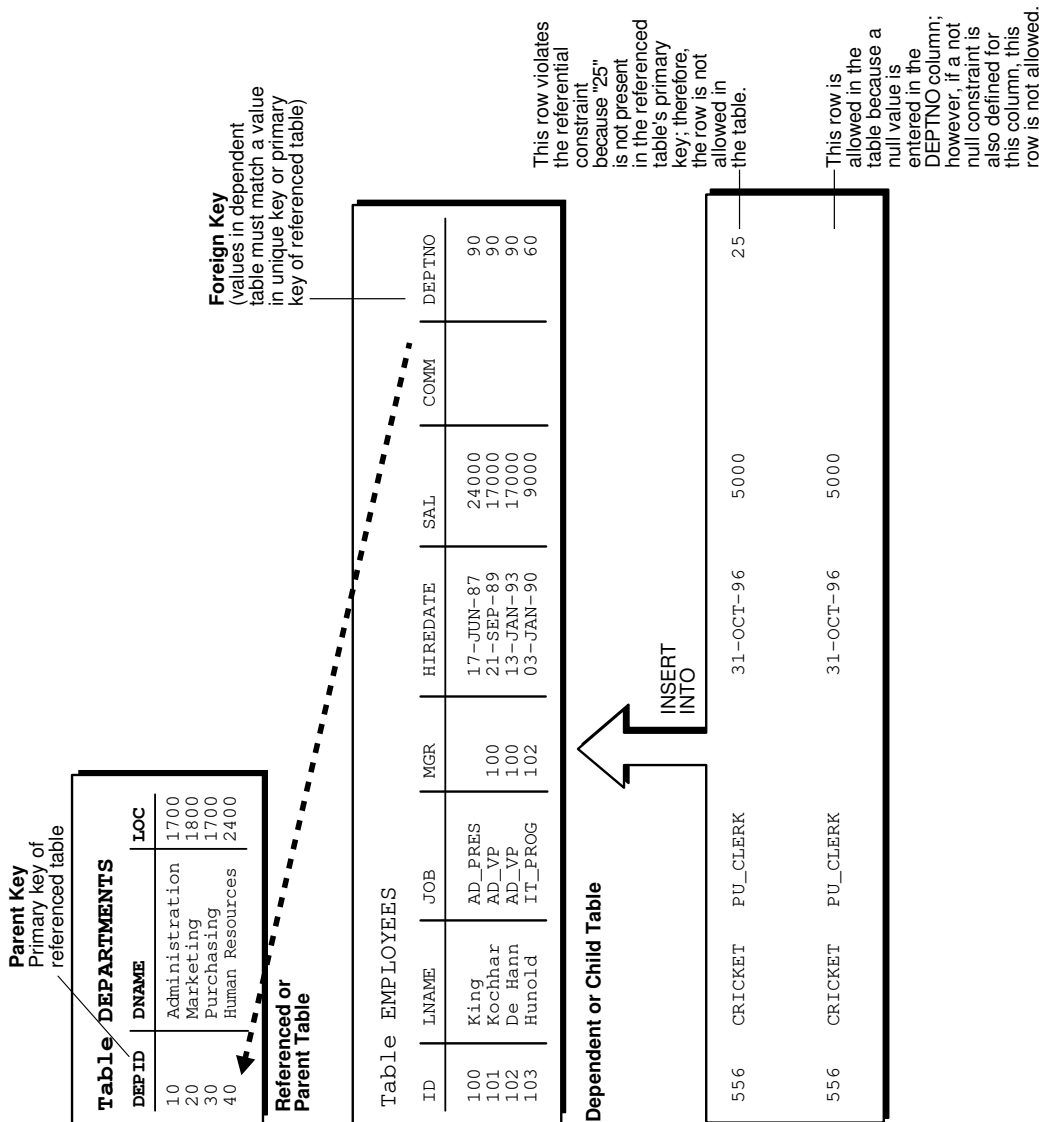 Parent Key
Primary key of
referenced table
Table DEPARTMENTS
DEPID DNAME LOC
10 Administration 1700
20 Marketing 1800
30 Purchasing 1700
40 Human Resources 2400
Referenced or
Parent Table
Foreign Key
(values in dependent
table must match a value
in unique key or primary
key of referenced table)
Table EMPLOYEES
ID LNAME JOB MGR HIREDATE SAL COMM DEPTNO
100 King AD_PRES 17-JUN-87 24000 90
101 Kochhar AD_VP 100 21-SEP-89 17000 90
102 De Hann AD_VP 100 13-JAN-93 17000 90
103 Hunold IT_PROG 102 03-JAN-90 9000 60
Dependent or Child Table
INSERT
INTO
This row violates
the referential
constraint
because "25"
is not present
in the referenced
table's primary
key; therefore,
the row is not
allowed in
the table.
556 CRICKET PU_CLERK 31-OCT-96 5000 25
556 CRICKET PU_CLERK 31-OCT-96 5000
This row is
allowed in the
table because a
null value is
entered in the
DEPTNO column;
however, if a not
null constraint is
also defined for
this column, this
row is not allowed.